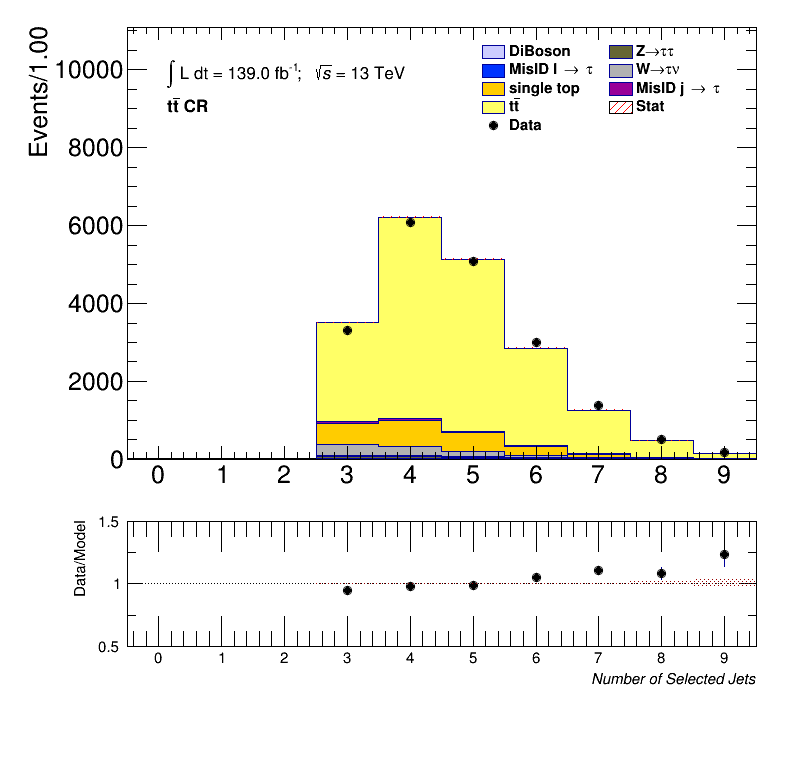 Events/1.00
10000
8000
6000
4000
2000
0
∫ L dt = 139.0 fb⁻¹; √s = 13 TeV
tt̄ CR
DiBoson
MisID l → τ
single top
tt̄
Data
Z→ττ
W→τν
MisID j → τ
Stat
0 1 2 3 4 5 6 7 8 9
Data/Model
1.5
1
0.5
0 1 2 3 4 5 6 7 8 9
Number of Selected Jets